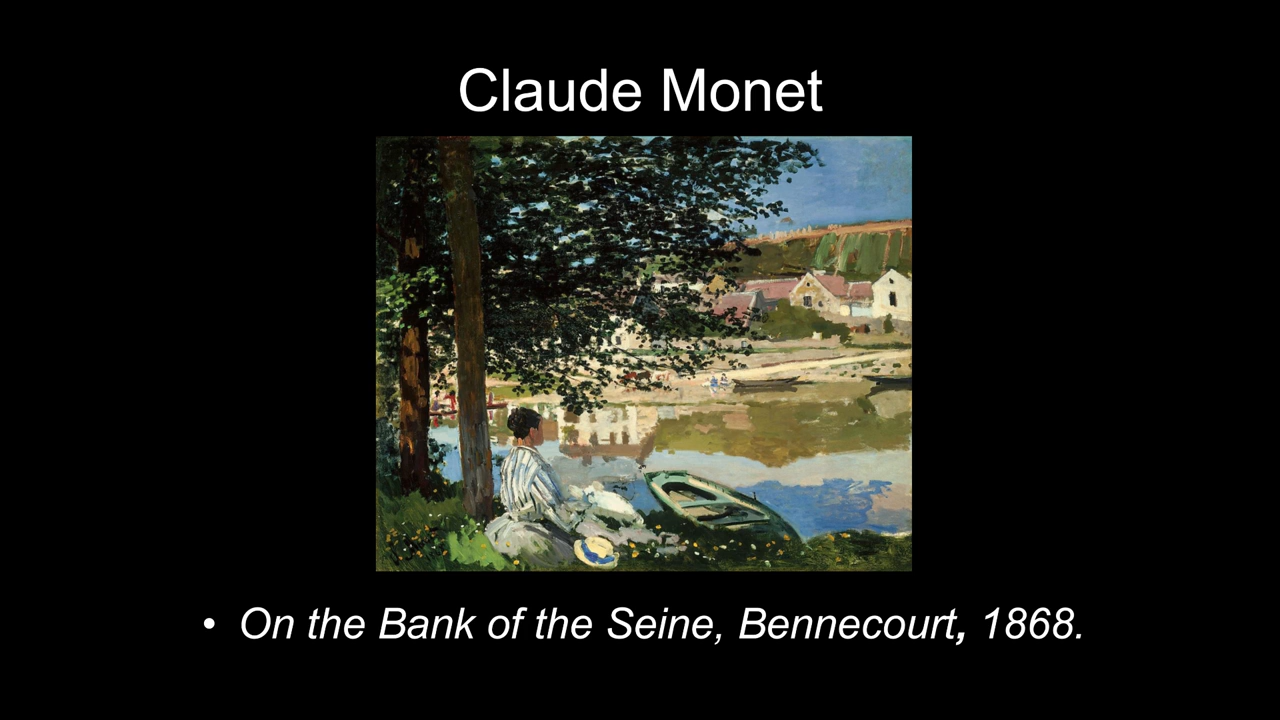 Claude Monet
• On the Bank of the Seine, Bennecourt, 1868.